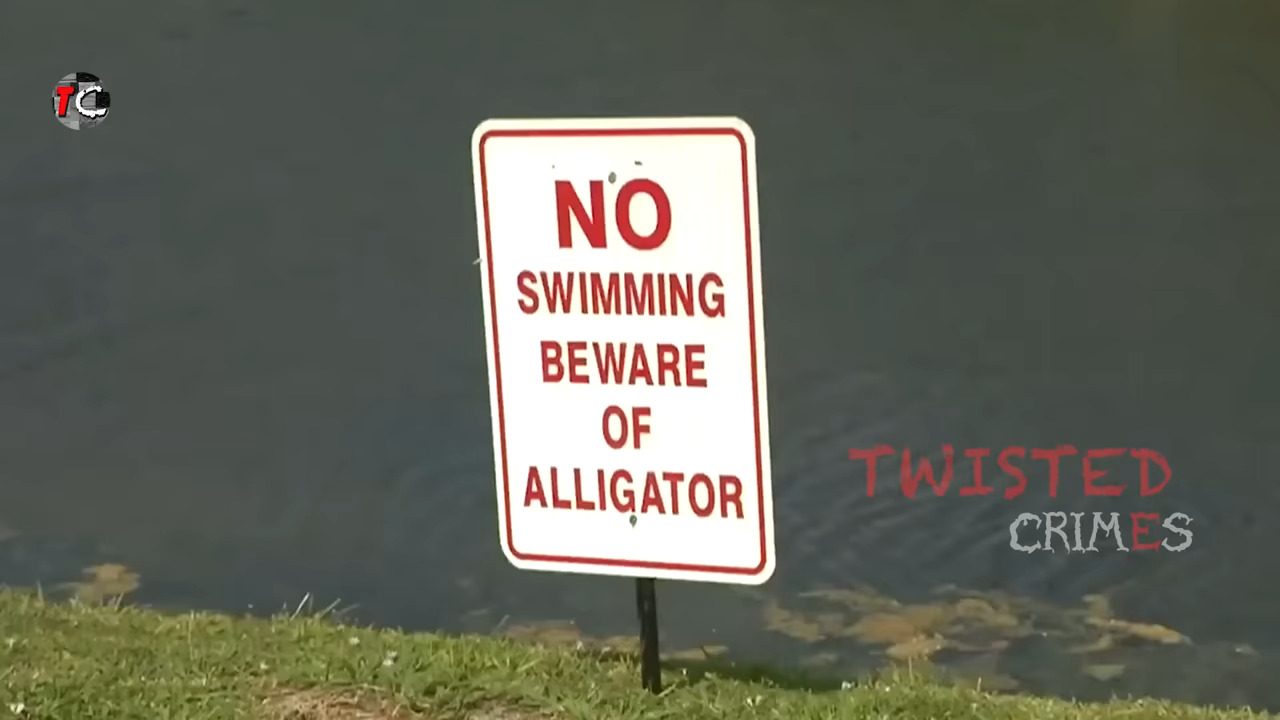 TC
NO
SWIMMING
BEWARE
OF
ALLIGATOR
TWISTED
CRIMES